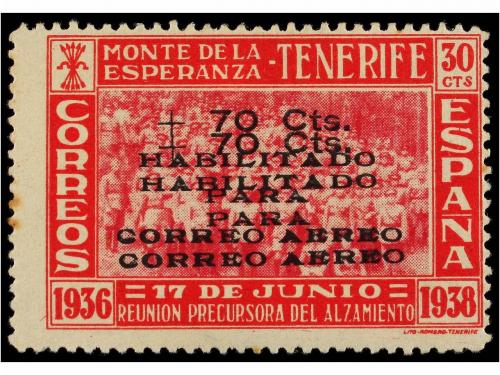 MONTE DE LA
ESPERANZA - TENERIFE
30
CTS
CORREOS
ESPAÑA
+ 70 Cts.
+ 70 Cts.
HABILITADO
HABILITADO
PARA
PARA
CORREO AEREO
CORREO AEREO
1936 = 17 DE JUNIO = 1938
REUNION PRECURSORA DEL ALZAMIENTO
LITO-ROMERO-TENERIFE